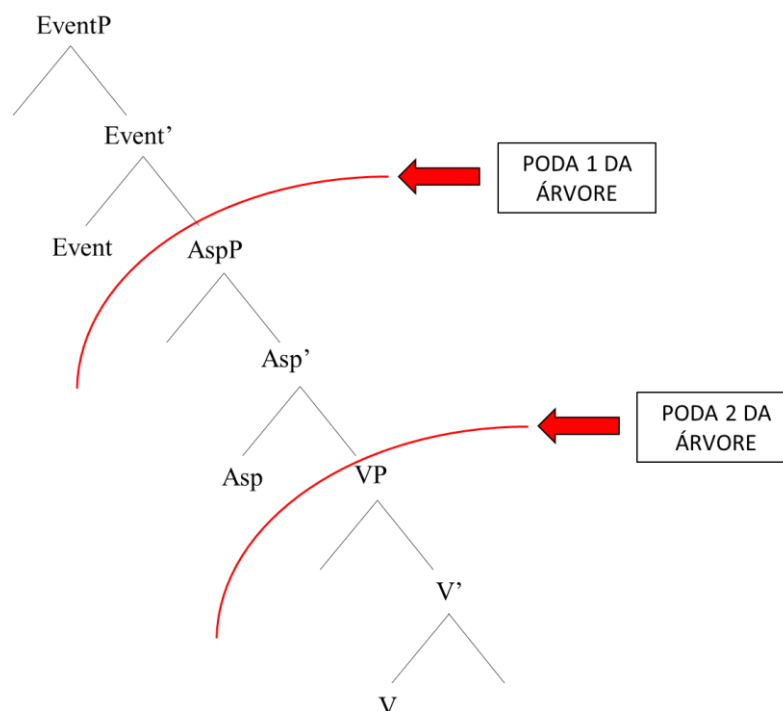 EventP
Event’
PODA 1 DA
ÁRVORE
Event
AspP
Asp’
PODA 2 DA
ÁRVORE
Asp
VP
V’
V